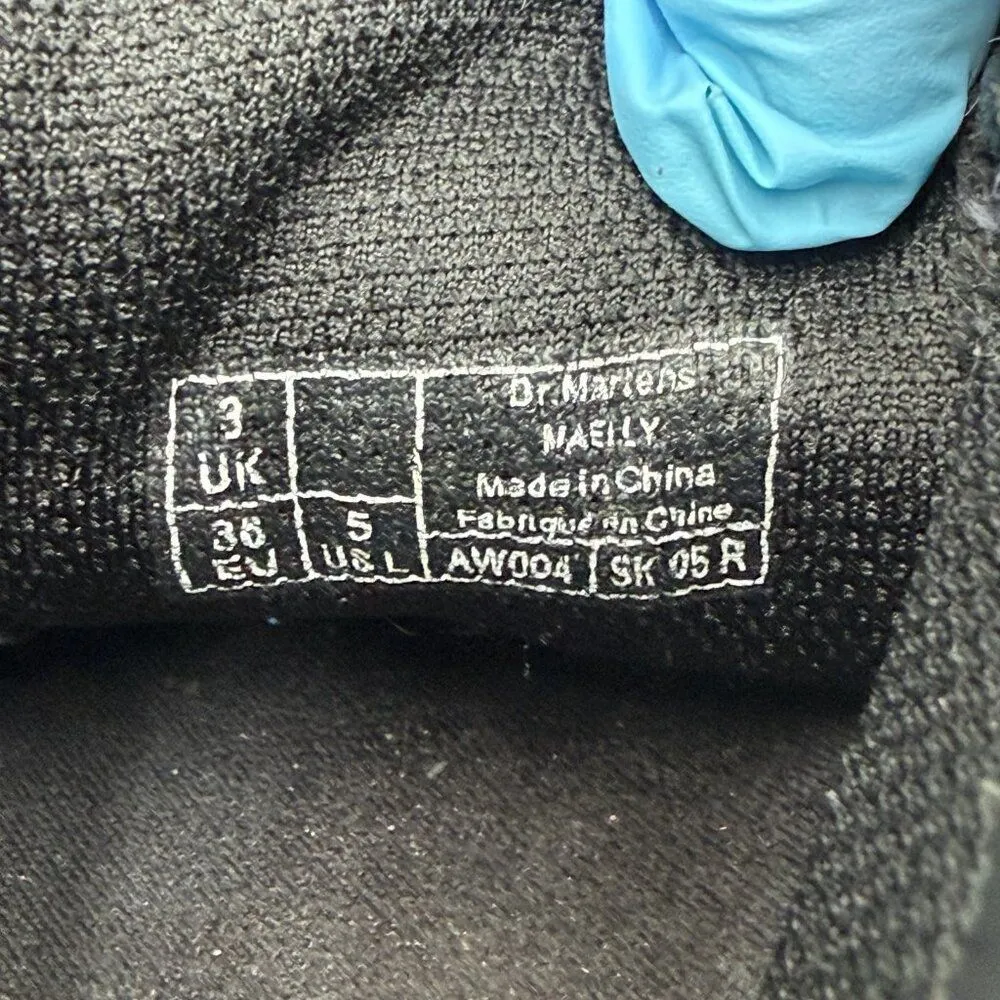 3
UK
36
EU
5
US L
Dr.Martens
MAELLY
Made in China
Fabriqué en Chine
AW004
SK 05 R